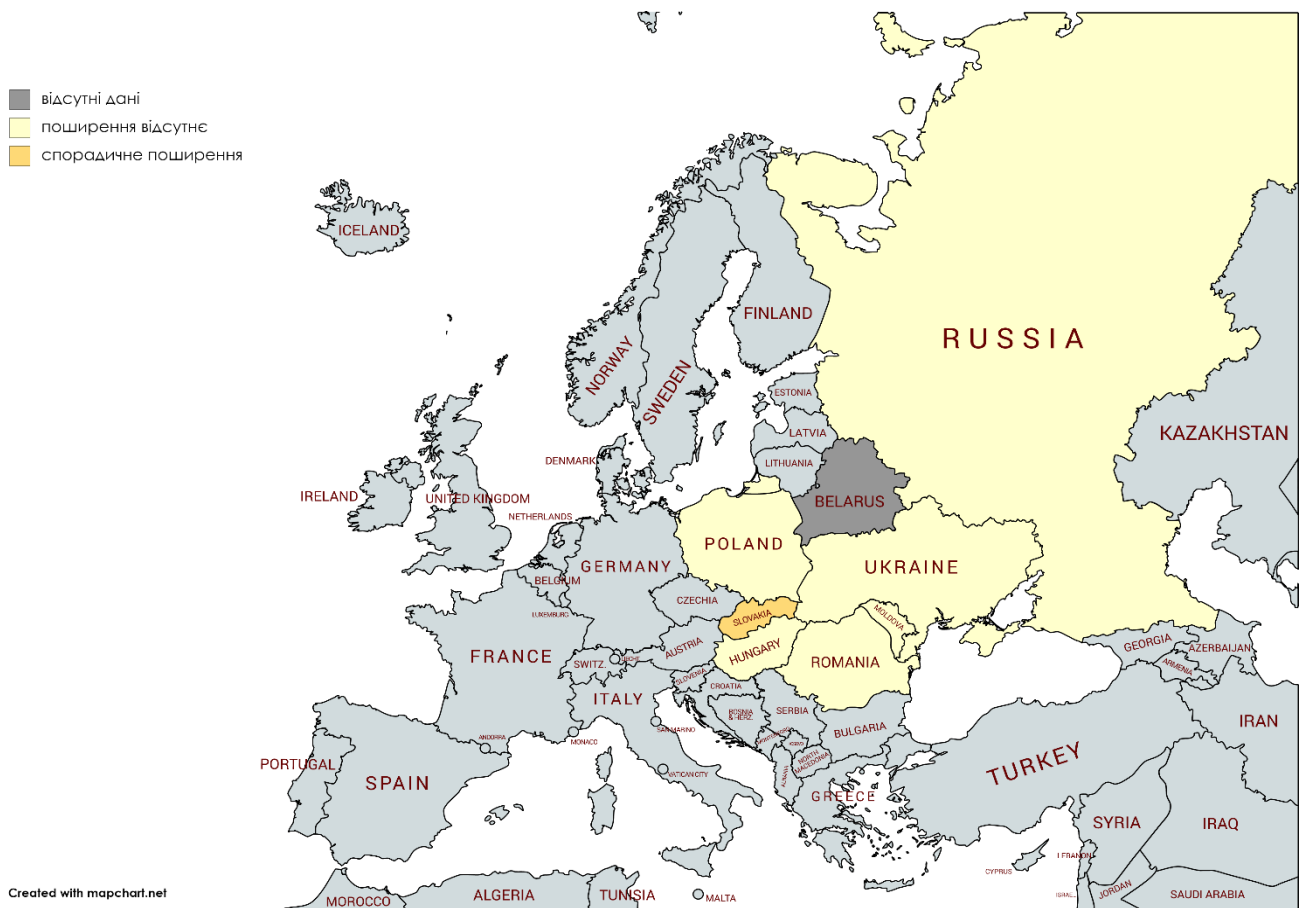 відсутні дані
поширення відсутнє
спорадичне поширення
ICELAND
RUSSIA
FINLAND
NORWAY
SWEDEN
ESTONIA
LATVIA
LITHUANIA
KAZAKHSTAN
DENMARK
IRELAND
UNITED KINGDOM
NETHERLANDS
BELARUS
POLAND
GERMANY
UKRAINE
BELGIUM
CZECHIA
LUXEMBURG
SLOVAKIA
MOLDOVA
FRANCE
SWITZ.
AUSTRIA
HUNGARY
ROMANIA
GEORGIA
AZERBAIJAN
ARMENIA
SLOVENIA
CROATIA
ITALY
BOSNIA
& HERZ.
SERBIA
SAN MARINO
BULGARIA
ANDORRA
MONACO
NORTH
MACEDONIA
IRAN
PORTUGAL
SPAIN
VATICAN CITY
ALBANIA
GREECE
TURKEY
SYRIA
IRAQ
LEBANON
CYPRUS
ISRAEL
JORDAN
SAUDI ARABIA
Created with mapchart.net
MOROCCO
ALGERIA
TUNISIA
MALTA